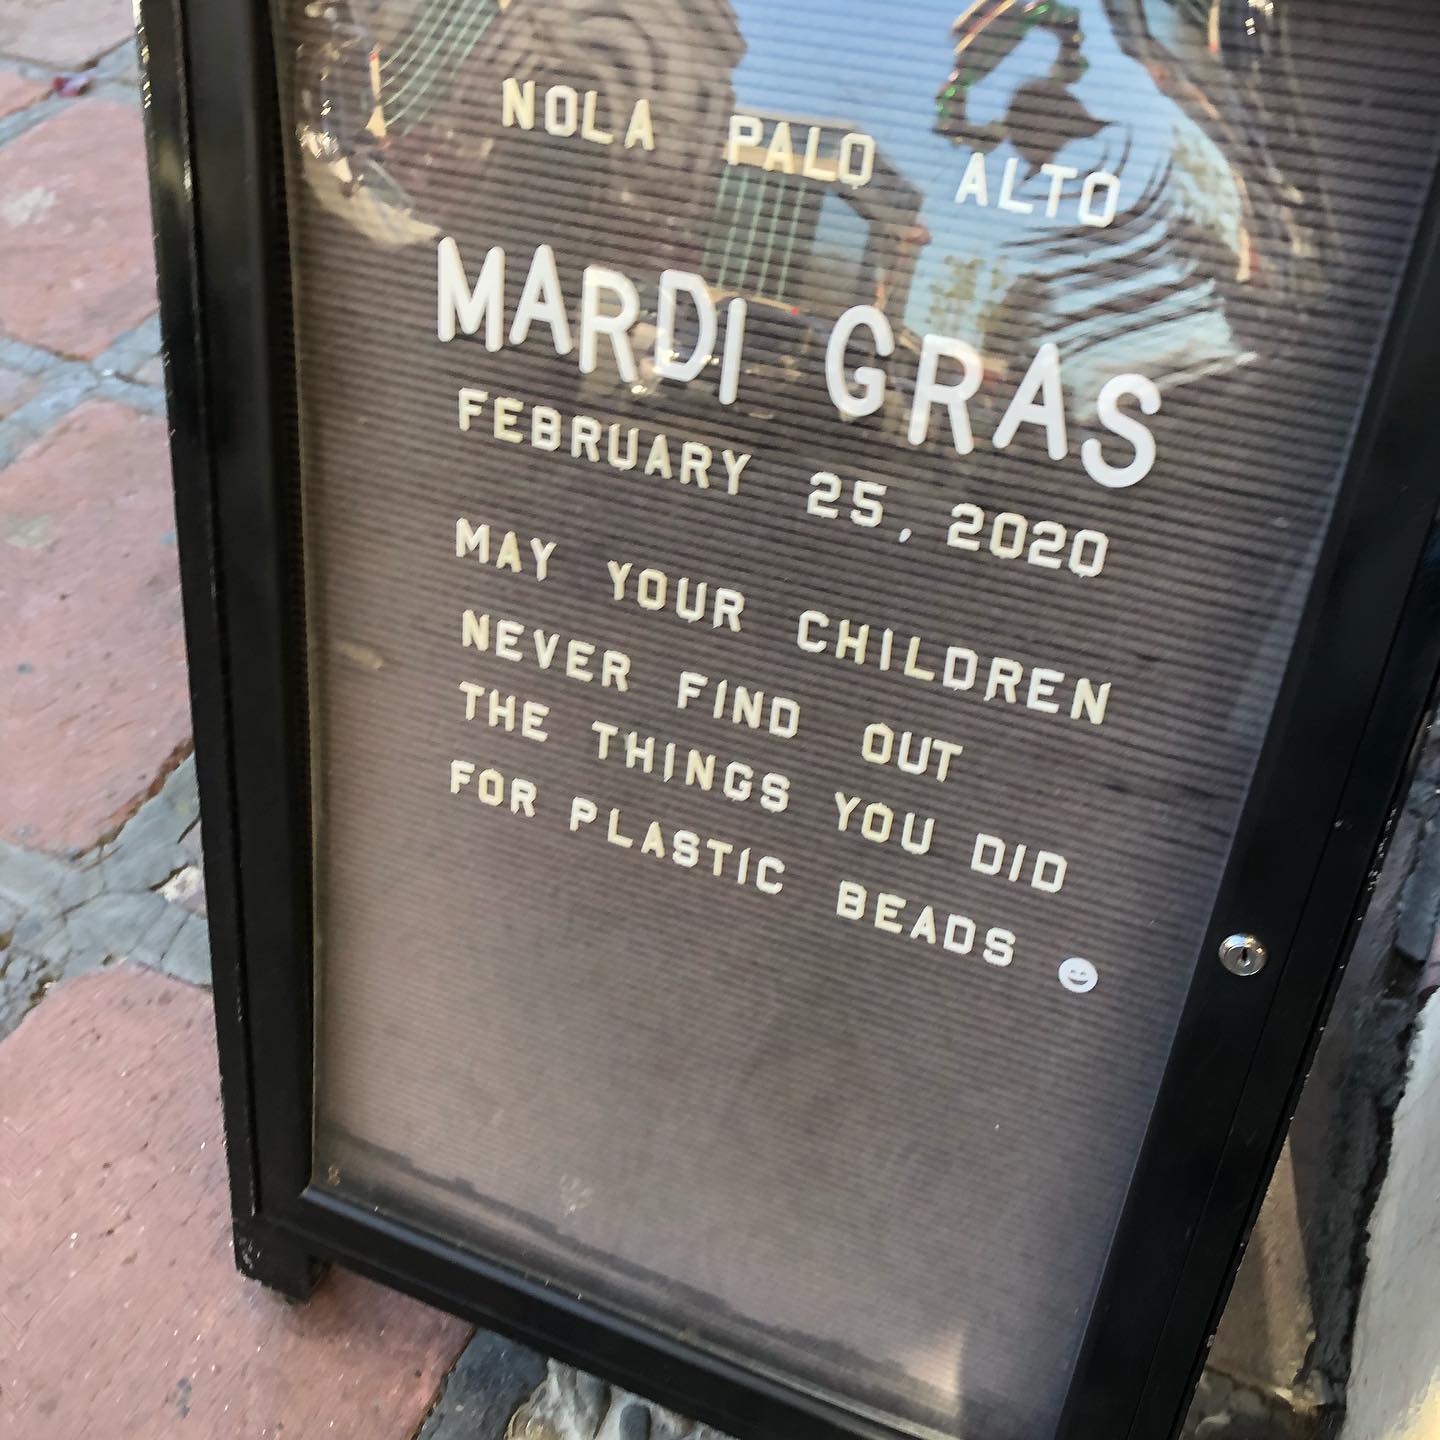 NOLA PALO ALTO
MARDI GRAS
FEBRUARY 25, 2020
MAY YOUR CHILDREN
NEVER FIND OUT
THE THINGS YOU DID
FOR PLASTIC BEADS 😄